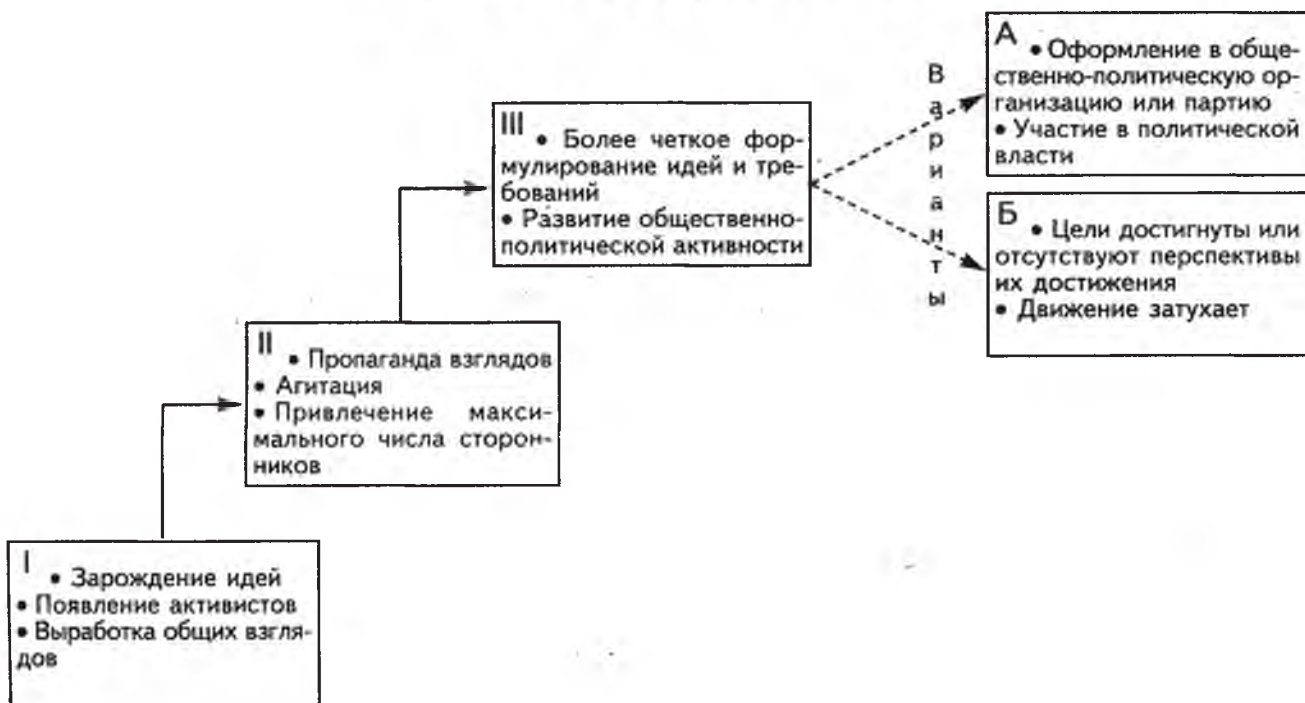 I
• Зарождение идей
• Появление активистов
• Выработка общих взгля-
дов
II
• Пропаганда взглядов
• Агитация
• Привлечение макси-
мального числа сторон-
ников
III
• Более четкое фор-
мулирование идей и тре-
бований
• Развитие общественно-
политической активности
В
а
р
и
а
н
т
ы
А
• Оформление в обще-
ственно-политическую ор-
ганизацию или партию
• Участие в политической
власти
Б
• Цели достигнуты или
отсутствуют перспективы
их достижения
• Движение затухает